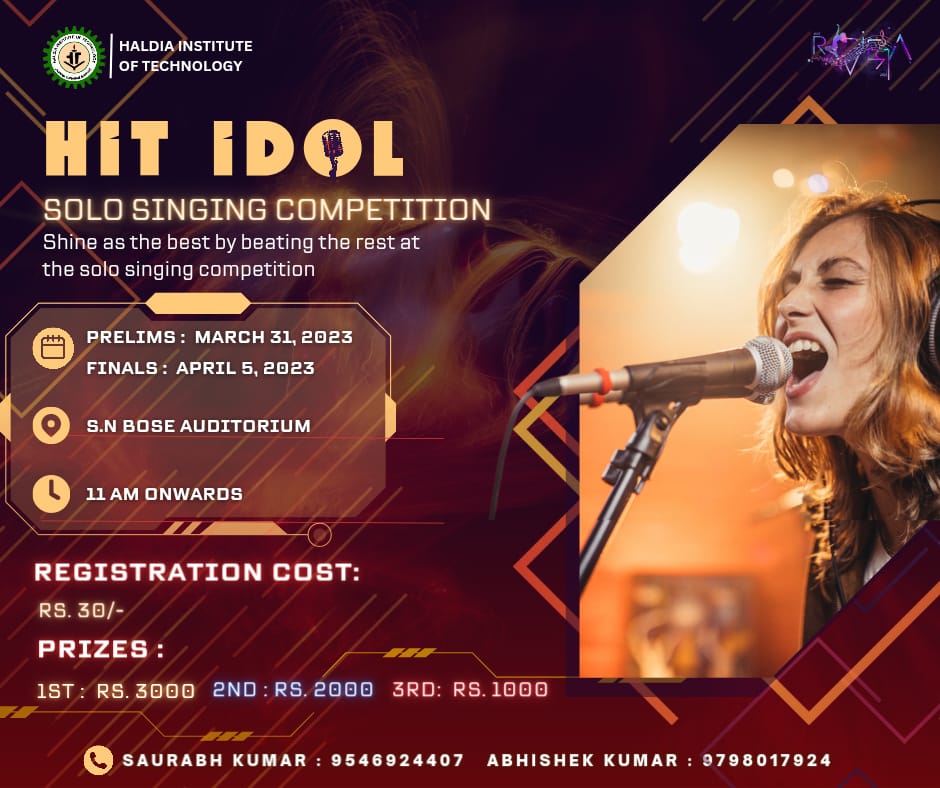 HALDIA INSTITUTE
OF TECHNOLOGY
HIT IDOL
SOLO SINGING COMPETITION
Shine as the best by beating the rest at
the solo singing competition
PRELIMS : MARCH 31, 2023
FINALS : APRIL 5, 2023
S.N BOSE AUDITORIUM
11 AM ONWARDS
REGISTRATION COST:
RS. 30/-
PRIZES :
1ST : RS. 3000 2ND : RS. 2000 3RD: RS. 1000
SAURABH KUMAR : 9546924407 ABHISHEK KUMAR : 9798017924